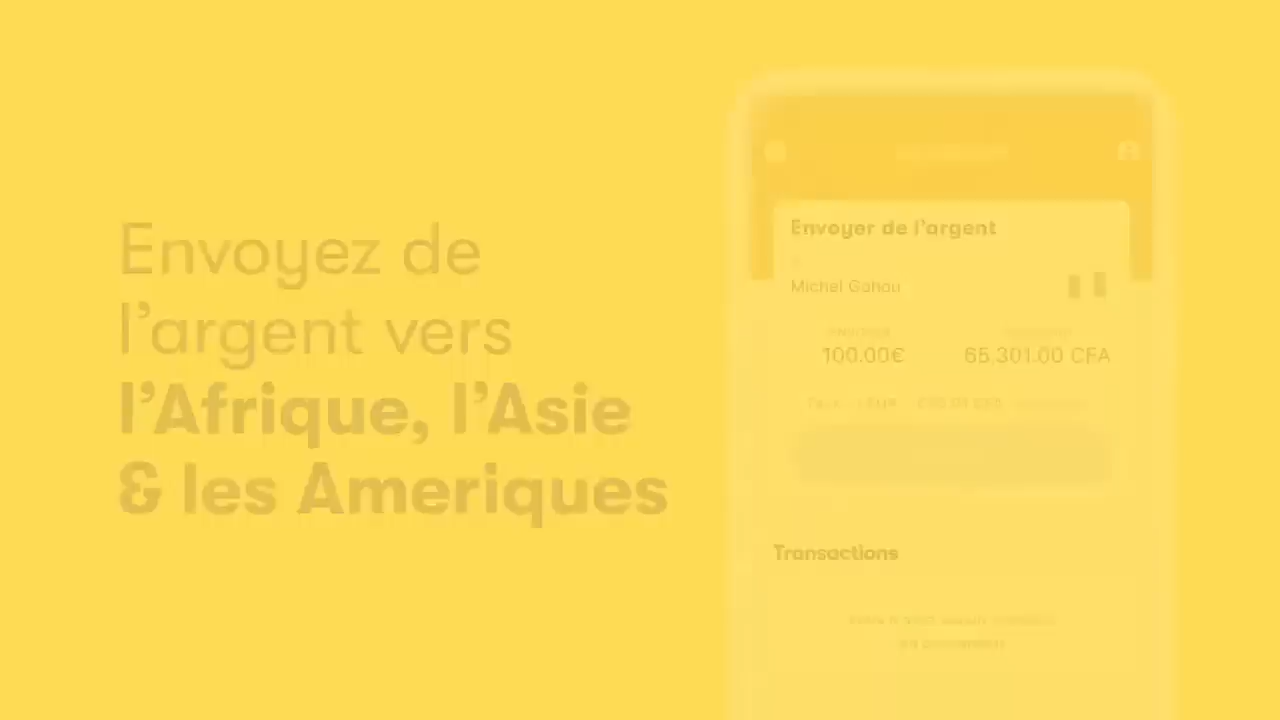 Envoyez de
l'argent vers
l'Afrique, l'Asie
& les Ameriques
Envoyer de l'argent
Michel Gahou
100.00€ 65,301.00 CFA
Transactions